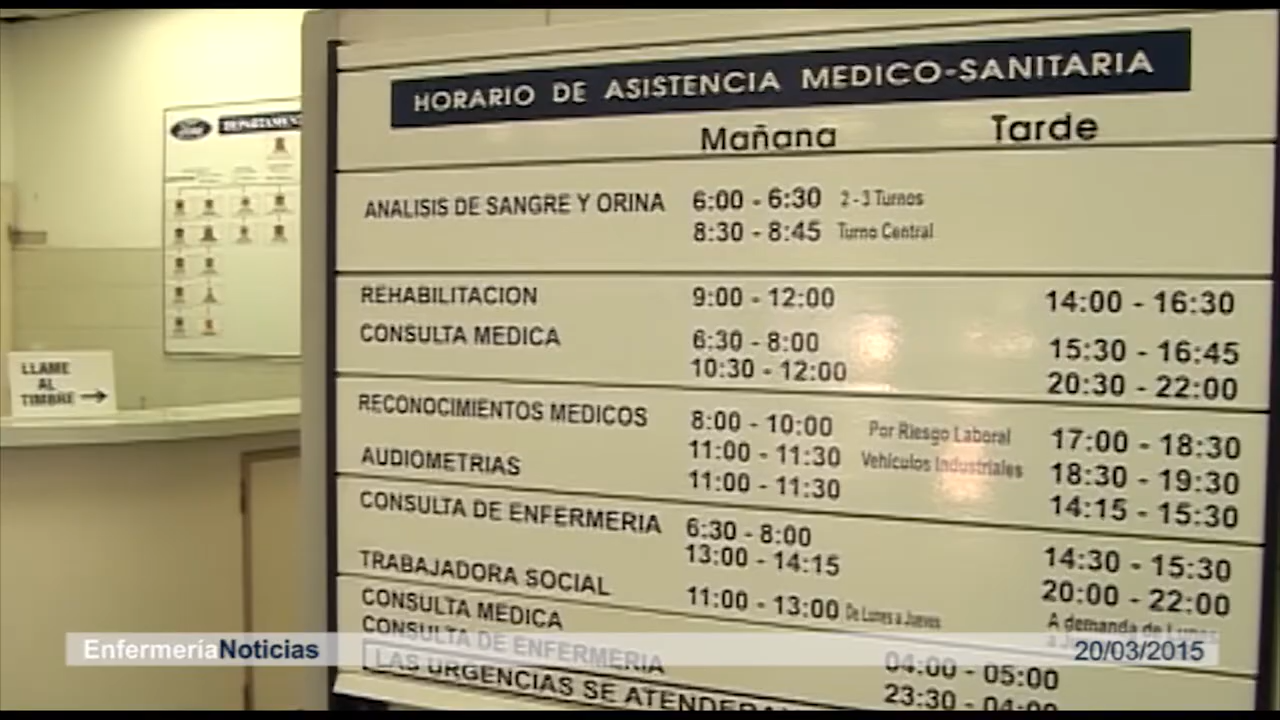 HORARIO DE ASISTENCIA MEDICO-SANITARIA
Mañana Tarde
ANALISIS DE SANGRE Y ORINA 6:00 - 6:30 2-3 Turnos
8:30 - 8:45 Turno Central
REHABILITACION 9:00 - 12:00 14:00 - 16:30
CONSULTA MEDICA 6:30 - 8:00 15:30 - 16:45
10:30 - 12:00 20:30 - 22:00
RECONOCIMIENTOS MEDICOS 8:00 - 10:00 Por Riesgo Laboral 17:00 - 18:30
11:00 - 11:30 Vehículos Industriales 18:30 - 19:30
AUDIOMETRIAS 11:00 - 11:30 14:15 - 15:30
CONSULTA DE ENFERMERIA 6:30 - 8:00 14:30 - 15:30
13:00 - 14:15 20:00 - 22:00
TRABAJADORA SOCIAL 11:00 - 13:00 De Lunes a Jueves A demanda de Lunes
CONSULTA MEDICA 04:00 - 05:00
CONSULTA DE ENFERMERIA 23:30 - 04:00
LAS URGENCIAS SE ATENDERAN
Ford
LLAME
AL
TIMBRE →
EnfermeríaNoticias 20/03/2015